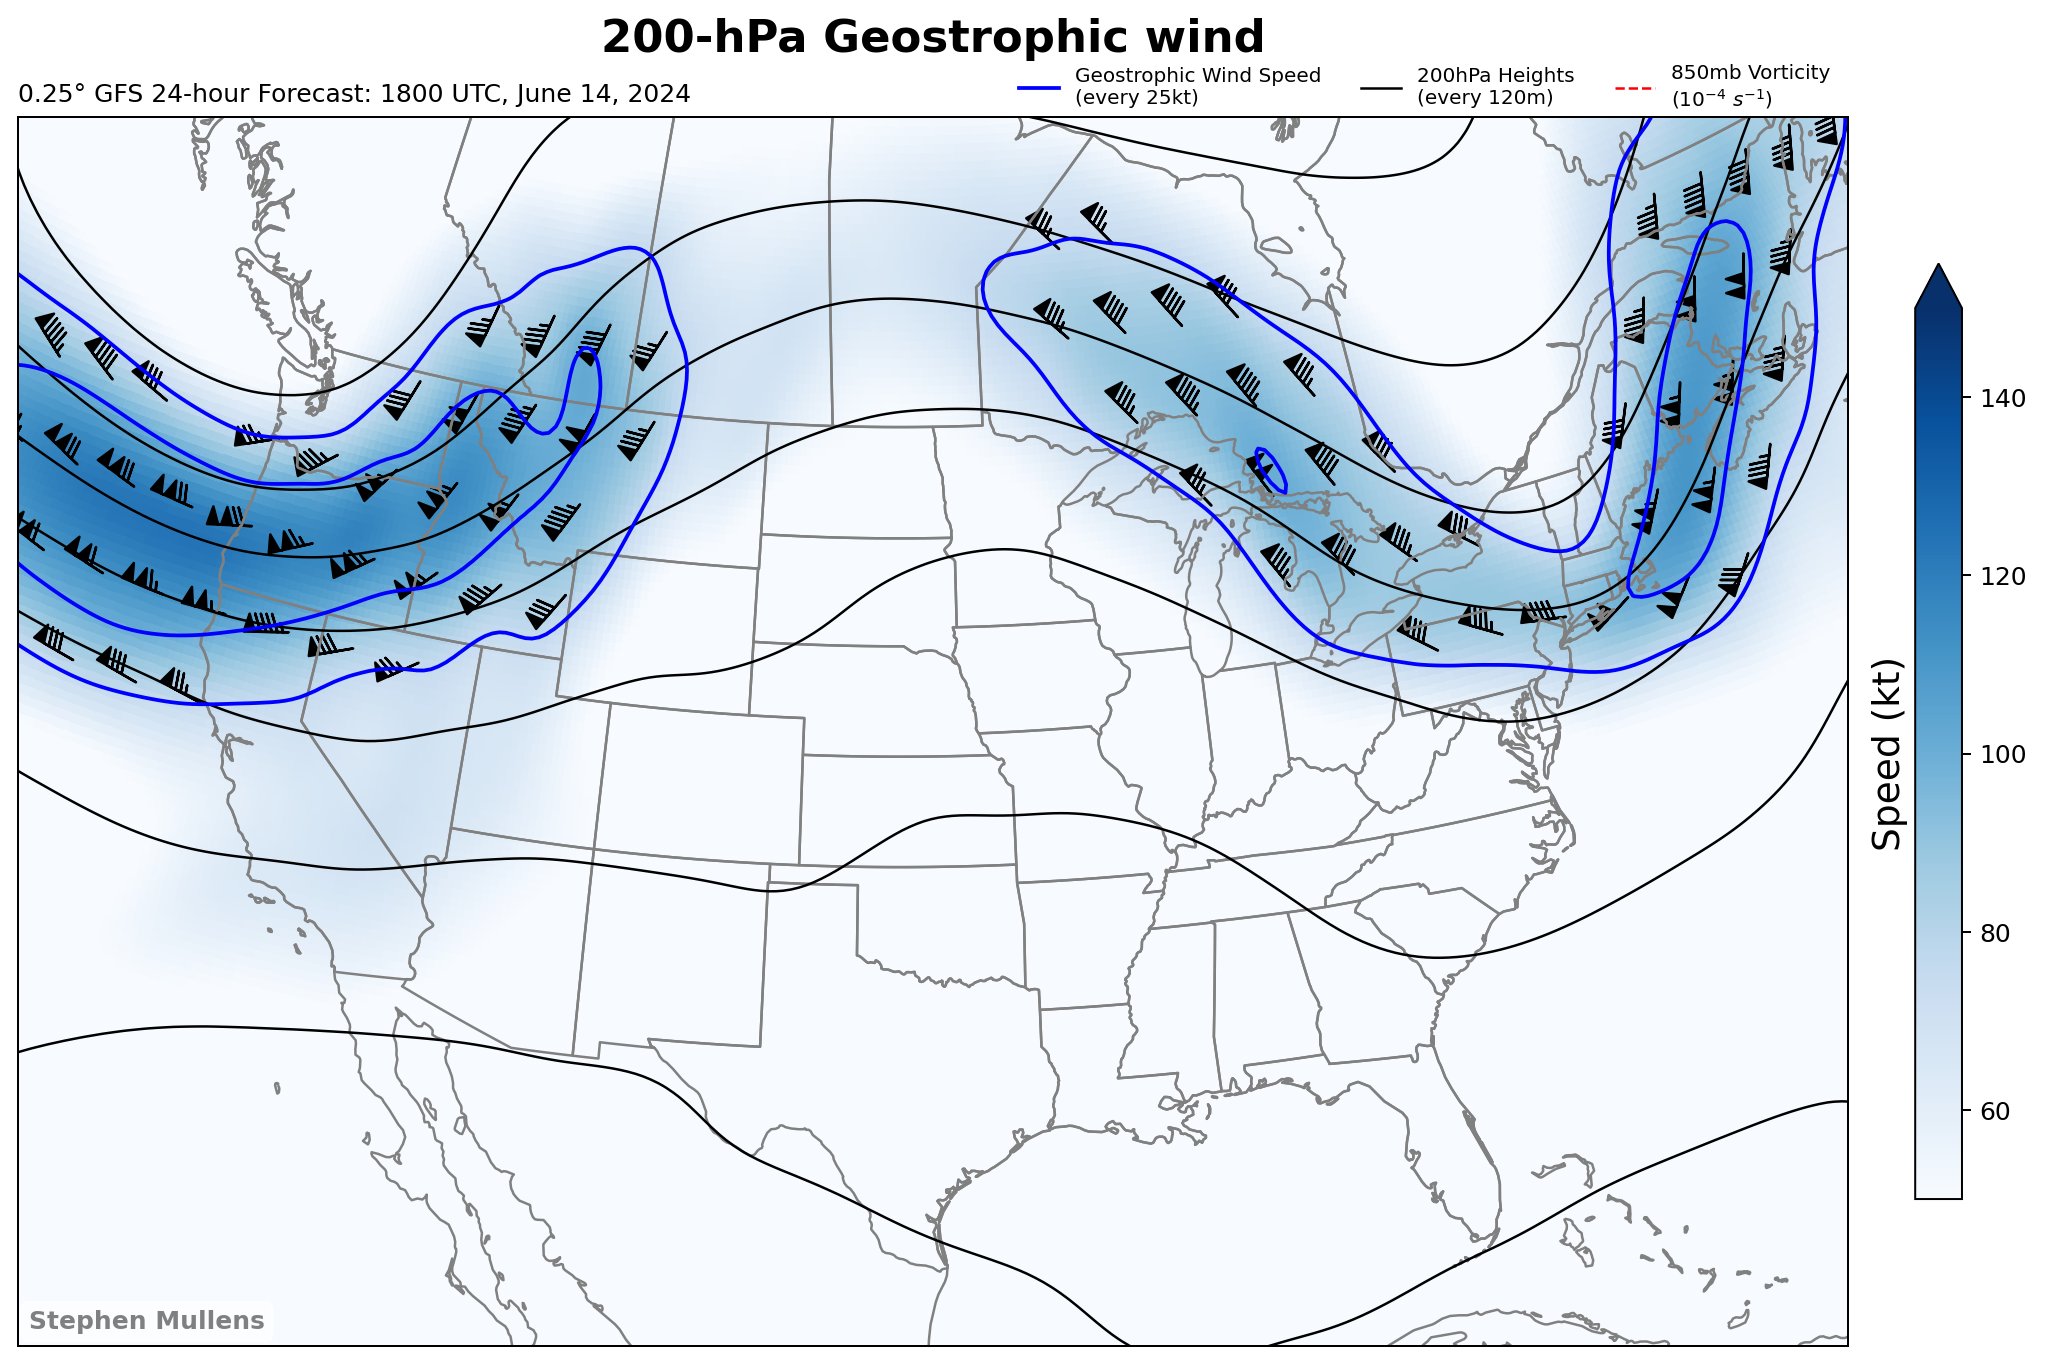 200-hPa Geostrophic wind
0.25° GFS 24-hour Forecast: 1800 UTC, June 14, 2024
Geostrophic Wind Speed
(every 25kt)
200hPa Heights
(every 120m)
850mb Vorticity
(10⁻⁴ s⁻¹)
140
120
100
80
60
Speed (kt)
Stephen Mullens